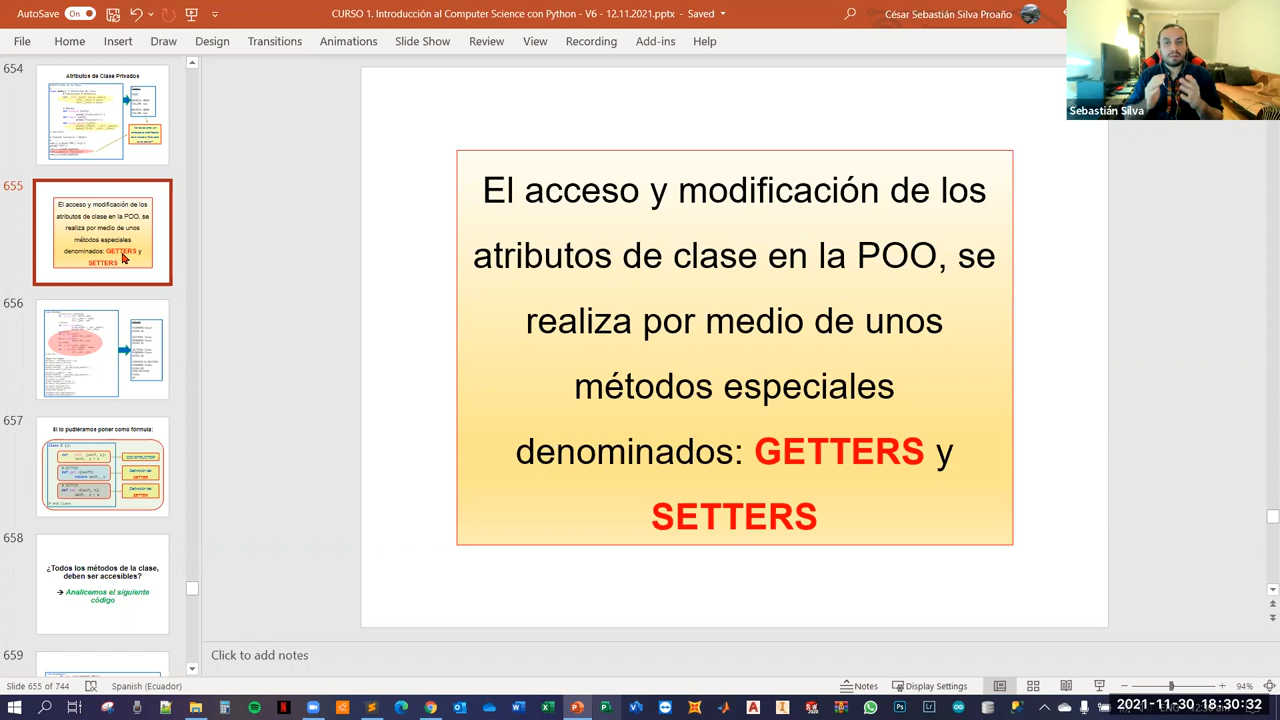 AutoSave On
CURSO 1. Introducción al Computer Science con Python - V6 - 12.11.2021.pptx - Saved
César Sebastián Silva Proaño
File Home Insert Draw Design Transitions Animations Slide Show Review View Recording Add-ins Help
Sebastián Silva
654
Atributos de Clase Privados
655
El acceso y modificación de los
atributos de clase en la POO, se
realiza por medio de unos
métodos especiales
denominados: GETTERS y
SETTERS
656
657
Si lo pudiéramos poner como fórmula:
CONSTRUCTOR
658
¿Todos los métodos de la clase,
deben ser accesibles?
→ Analicemos el siguiente
código
659
El acceso y modificación de los
atributos de clase en la POO, se
realiza por medio de unos
métodos especiales
denominados: GETTERS y
SETTERS
Click to add notes
Slide 655 of 744 Spanish (Ecuador) Notes Display Settings 94%
2021-11-30 18:30:32